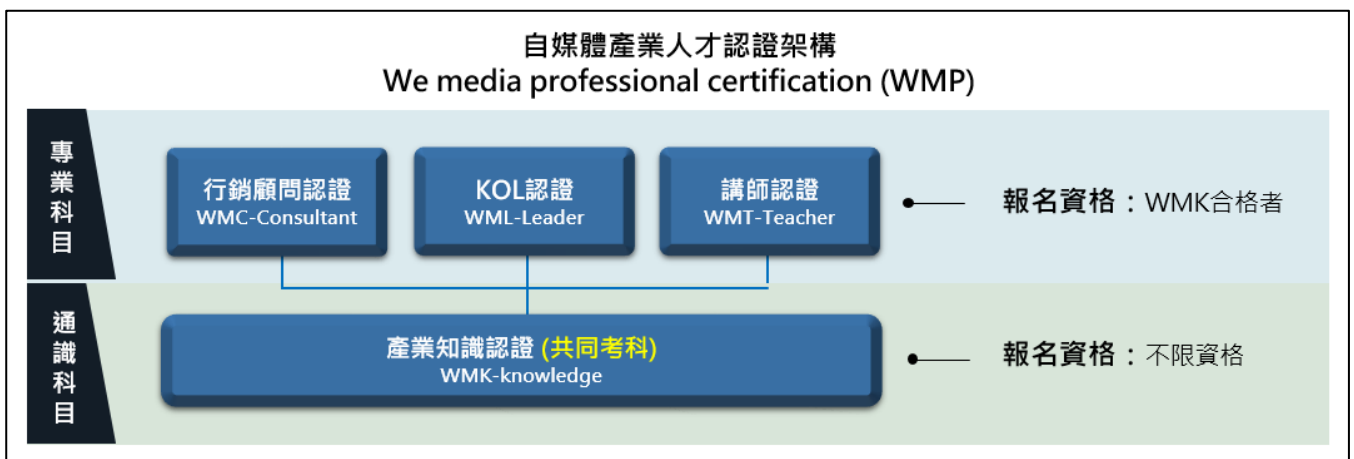 自媒體產業人才認證架構
We media professional certification (WMP)
專業科目
行銷顧問認證
WMC-Consultant
KOL認證
WML-Leader
講師認證
WMT-Teacher
報名資格：WMK合格者
通識科目
產業知識認證 (共同考科)
WMK-knowledge
報名資格：不限資格